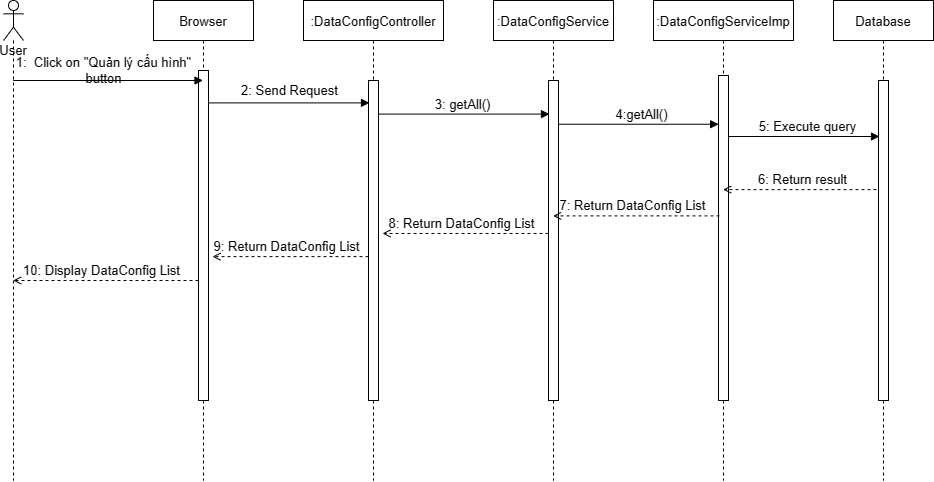 Browser
:DataConfigController
:DataConfigService
:DataConfigServiceImp
Database
User
1:  Click on "Quản lý cấu hình"
button
2: Send Request
3: getAll()
4:getAll()
5: Execute query
6: Return result
7: Return DataConfig List
8: Return DataConfig List
9: Return DataConfig List
10: Display DataConfig List